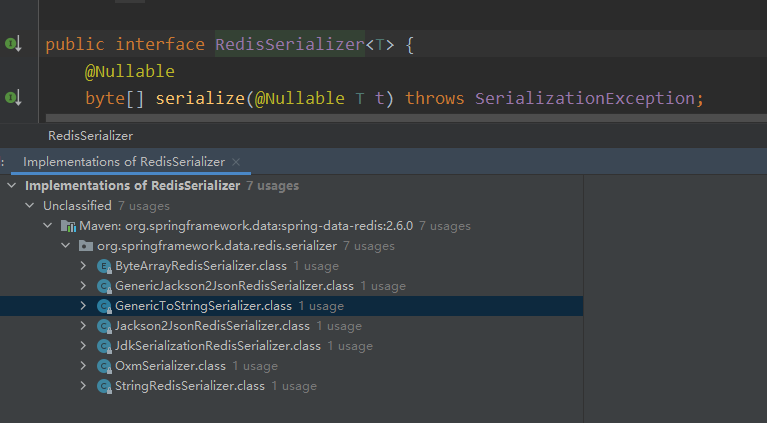 public interface RedisSerializer<T> {
@Nullable
byte[] serialize(@Nullable T t) throws SerializationException;
RedisSerializer
: Implementations of RedisSerializer ×
Implementations of RedisSerializer 7 usages
Unclassified 7 usages
Maven: org.springframework.data:spring-data-redis:2.6.0 7 usages
org.springframework.data.redis.serializer 7 usages
ByteArrayRedisSerializer.class 1 usage
GenericJackson2JsonRedisSerializer.class 1 usage
GenericToStringSerializer.class 1 usage
Jackson2JsonRedisSerializer.class 1 usage
JdkSerializationRedisSerializer.class 1 usage
OxmSerializer.class 1 usage
StringRedisSerializer.class 1 usage